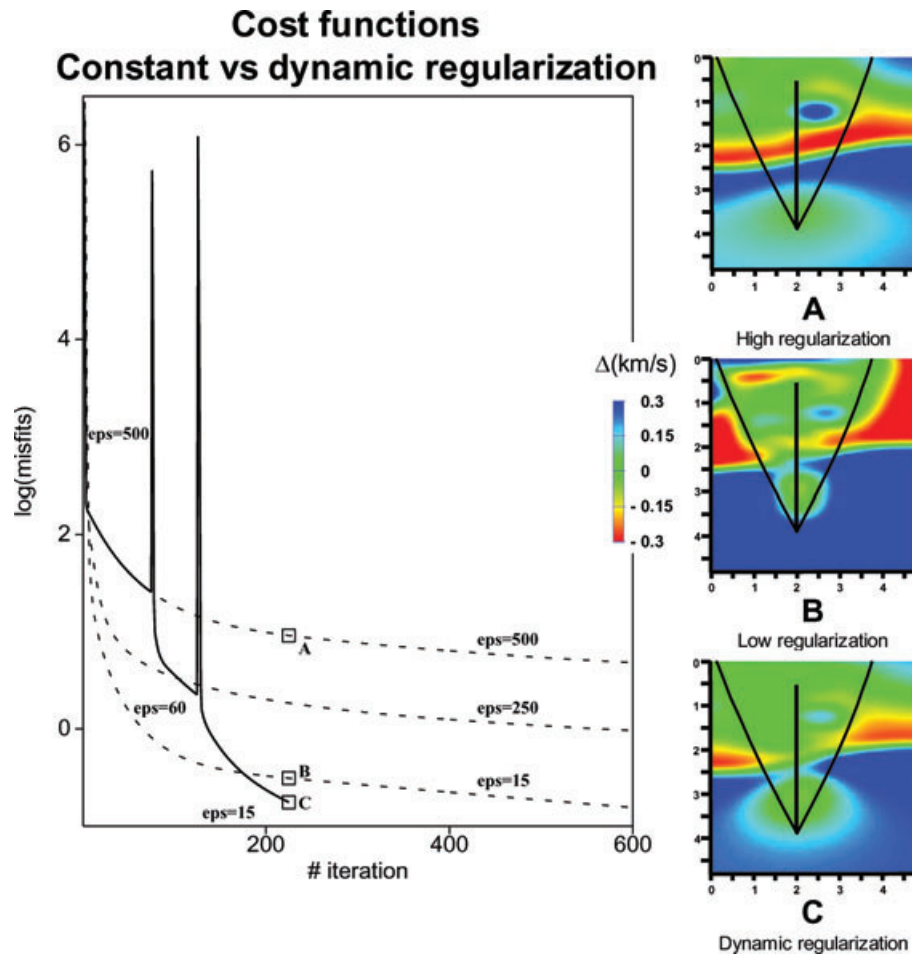 Cost functions
Constant vs dynamic regularization
6
4
2
0
log(misfits)
200
400
600
# iteration
eps=500
eps=60
eps=15
A
eps=500
eps=250
B
eps=15
C
0
1
2
3
4
0
1
2
3
4
A
High regularization
Δ(km/s)
0.3
0.15
0
- 0.15
- 0.3
0
1
2
3
4
0
1
2
3
4
B
Low regularization
0
1
2
3
4
0
1
2
3
4
C
Dynamic regularization